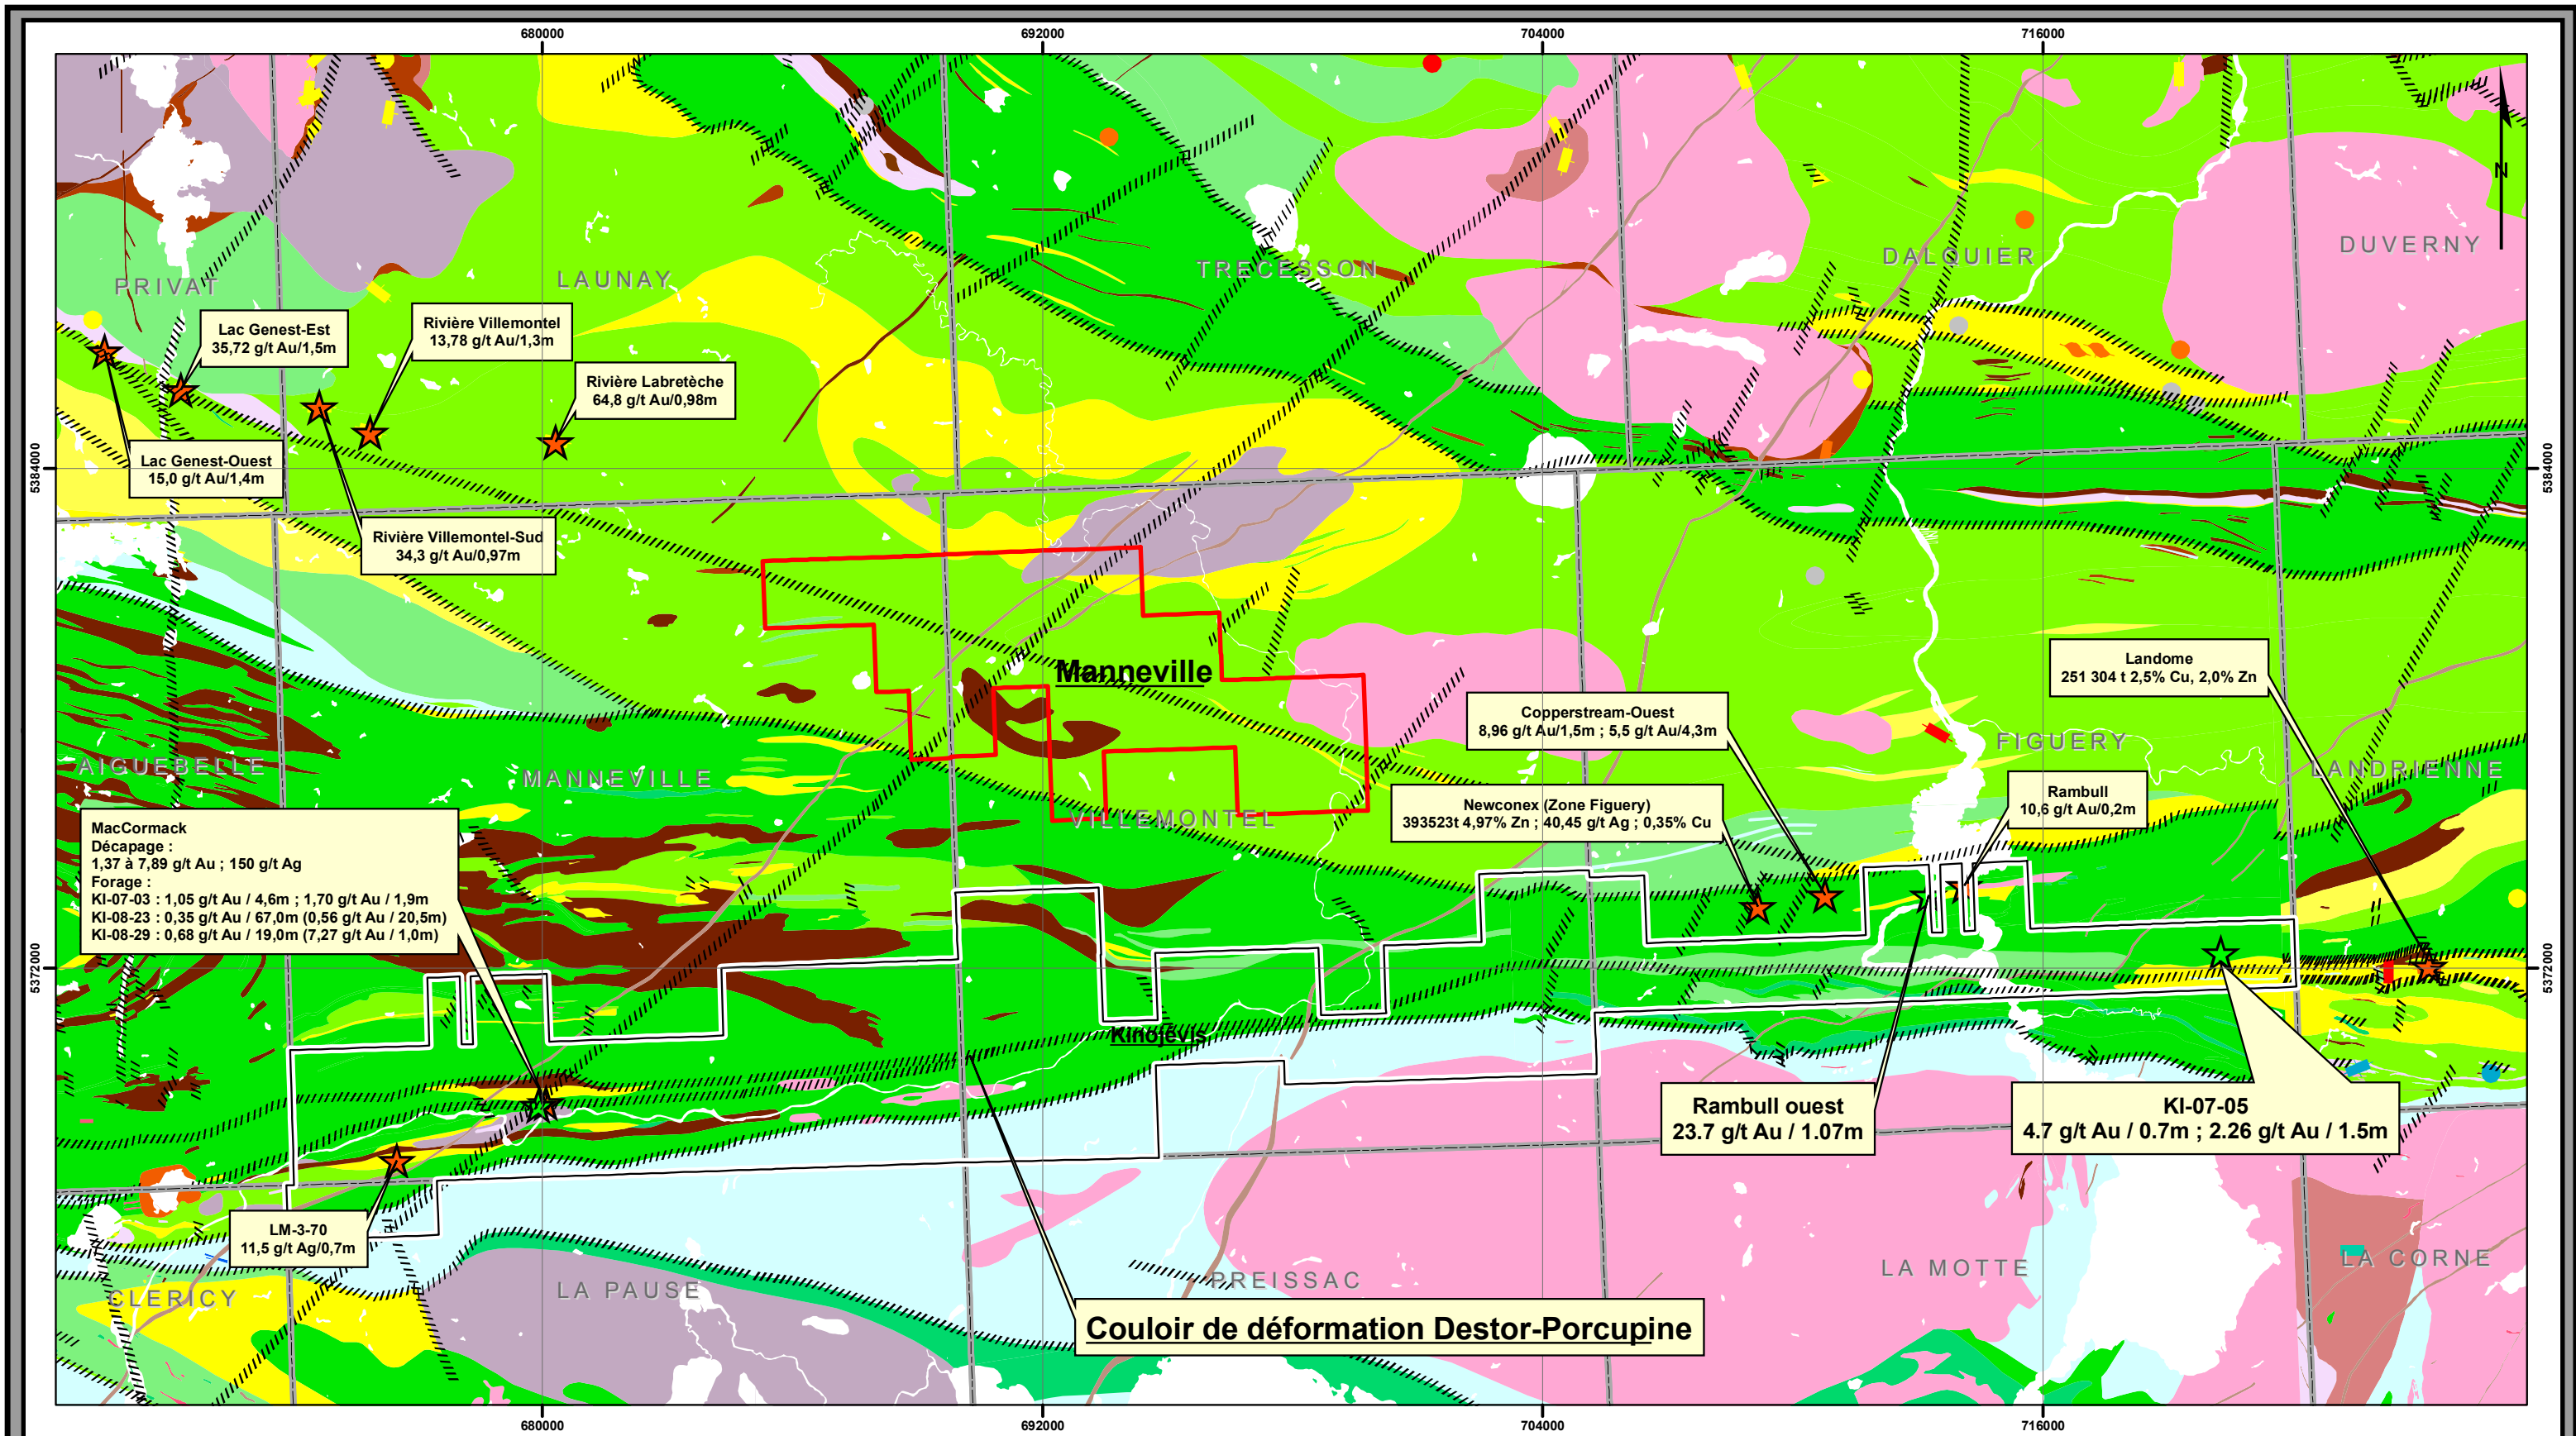 680000
692000
704000
716000
N
PRIVAT
LAUNAY
TRECESSON
DALQUIER
DUVERNY
Lac Genest-Est
35,72 g/t Au/1,5m
Rivière Villemontel
13,78 g/t Au/1,3m
Rivière Labretèche
64,8 g/t Au/0,98m
Lac Genest-Ouest
15,0 g/t Au/1,4m
Rivière Villemontel-Sud
34,3 g/t Au/0,97m
5384000
5384000
Manneville
Landome
251 304 t 2,5% Cu, 2,0% Zn
Copperstream-Ouest
8,96 g/t Au/1,5m ; 5,5 g/t Au/4,3m
AIGUEBELLE
MANNEVILLE
VILLEMONTEL
FIGUERY
LANDRIENNE
Newconex (Zone Figuery)
393523t 4,97% Zn ; 40,45 g/t Ag ; 0,35% Cu
Rambull
10,6 g/t Au/0,2m
MacCormack
Décapage :
1,37 à 7,89 g/t Au ; 150 g/t Ag
Forage :
KI-07-03 : 1,05 g/t Au / 4,6m ; 1,70 g/t Au / 1,9m
KI-08-23 : 0,35 g/t Au / 67,0m (0,56 g/t Au / 20,5m)
KI-08-29 : 0,68 g/t Au / 19,0m (7,27 g/t Au / 1,0m)
5372000
5372000
Kinojévis
Rambull ouest
23.7 g/t Au / 1.07m
KI-07-05
4.7 g/t Au / 0.7m ; 2.26 g/t Au / 1.5m
LM-3-70
11,5 g/t Ag/0,7m
CLERICY
LA PAUSE
PREISSAC
LA MOTTE
LA CORNE
Couloir de déformation Destor-Porcupine
680000
692000
704000
716000